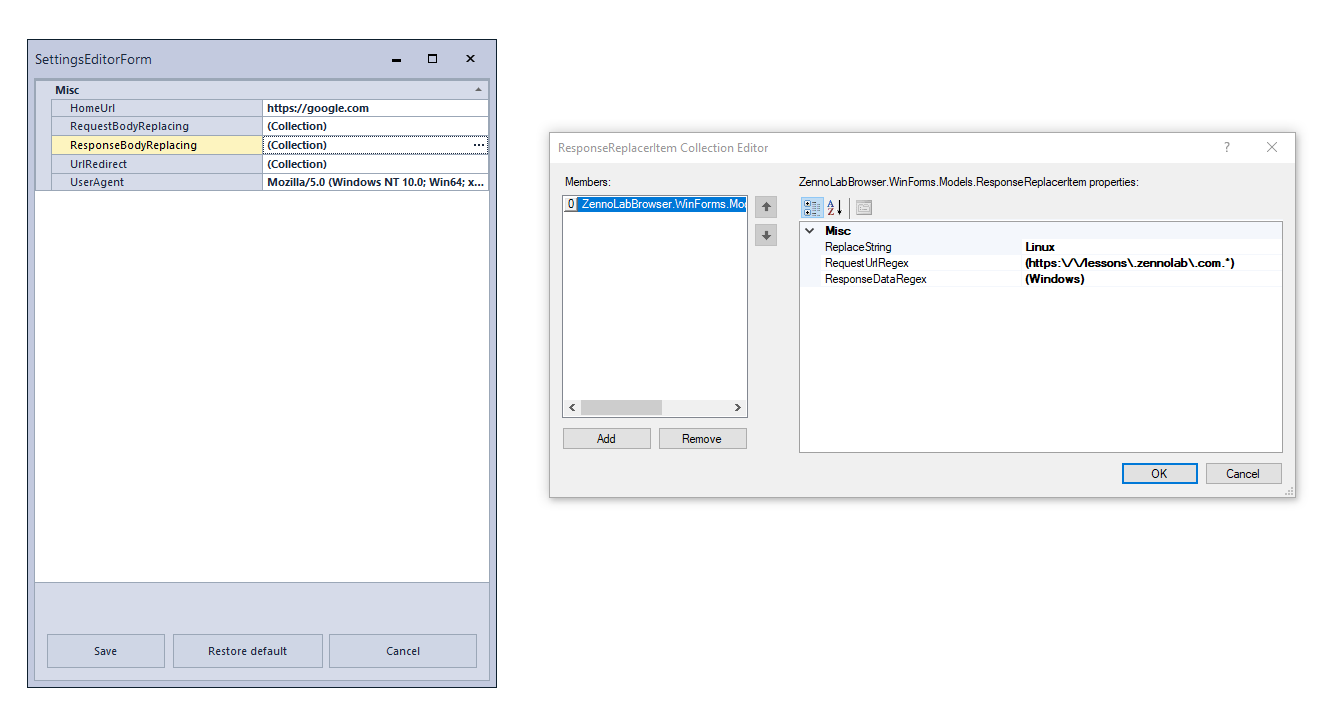 SettingsEditorForm
Misc
HomeUrl https://google.com
RequestBodyReplacing (Collection)
ResponseBodyReplacing (Collection) ...
UrlRedirect (Collection)
UserAgent Mozilla/5.0 (Windows NT 10.0; Win64; x...
Save Restore default Cancel
ResponseReplacerItem Collection Editor ?
Members:
0 ZennoLabBrowser.WinForms.Mo
Add Remove
ZennoLabBrowser.WinForms.Models.ResponseReplacerItem properties:
A
Z
Misc
ReplaceString Linux
RequestUrlRegex (https:\/\/lessons\.zennolab\.com.*)
ResponseDataRegex (Windows)
OK Cancel